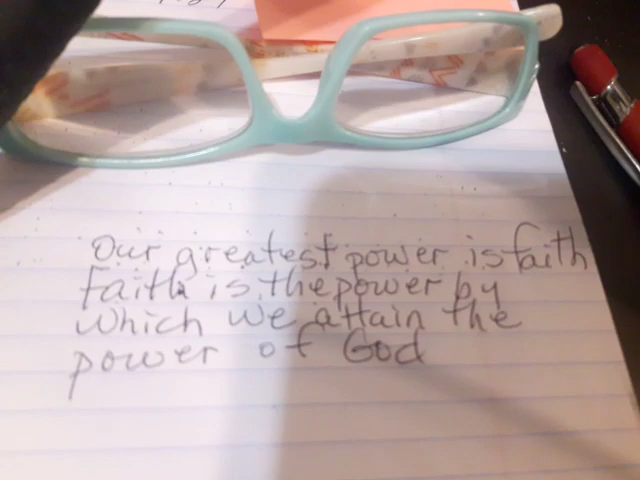 Our greatest power is faith
Faith is the power by
which we attain the
power of God